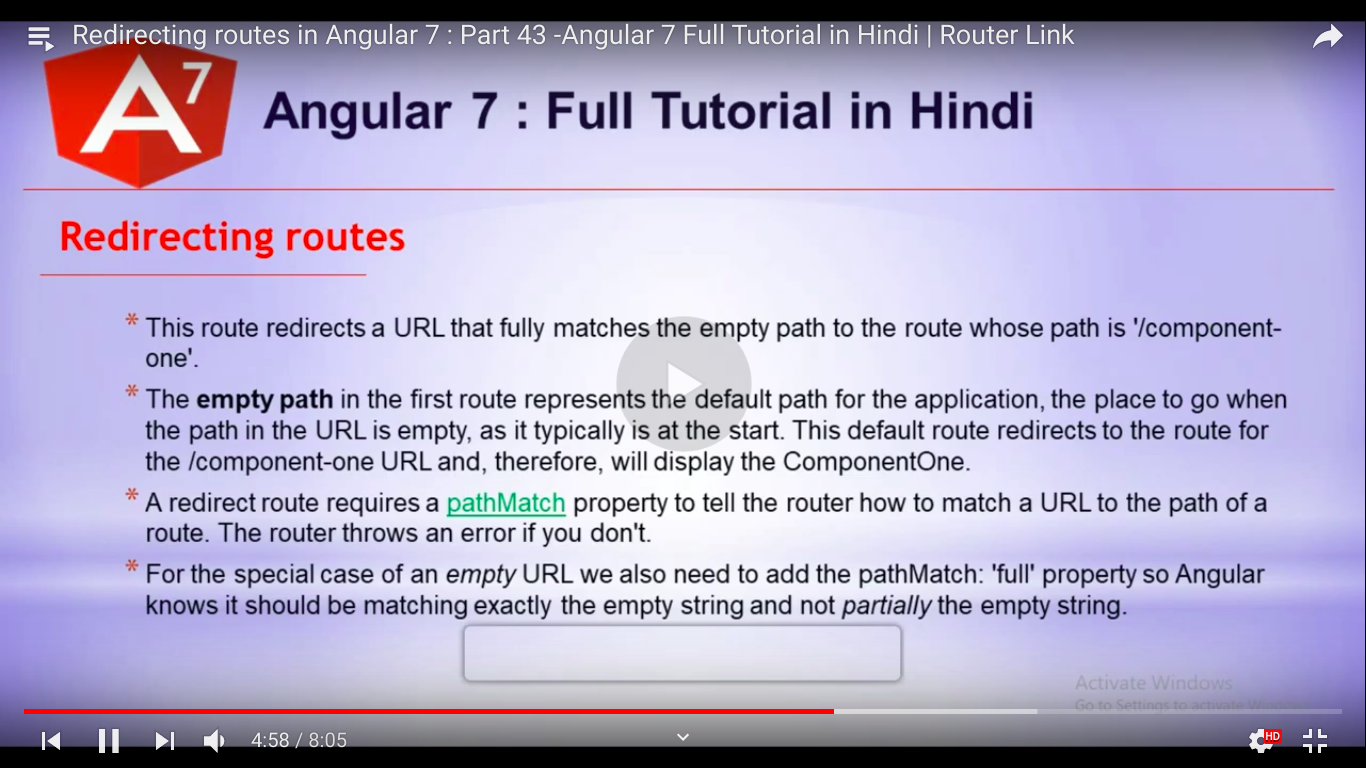 Redirecting routes in Angular 7 : Part 43 -Angular 7 Full Tutorial in Hindi | Router Link
A7
Angular 7 : Full Tutorial in Hindi
Redirecting routes
* This route redirects a URL that fully matches the empty path to the route whose path is '/component-
one'.
* The empty path in the first route represents the default path for the application, the place to go when
the path in the URL is empty, as it typically is at the start. This default route redirects to the route for
the /component-one URL and, therefore, will display the ComponentOne.
* A redirect route requires a pathMatch property to tell the router how to match a URL to the path of a
route. The router throws an error if you don't.
* For the special case of an empty URL we also need to add the pathMatch: 'full' property so Angular
knows it should be matching exactly the empty string and not partially the empty string.
Activate Windows
Go to Settings to activate Windows
4:58 / 8:05
HD